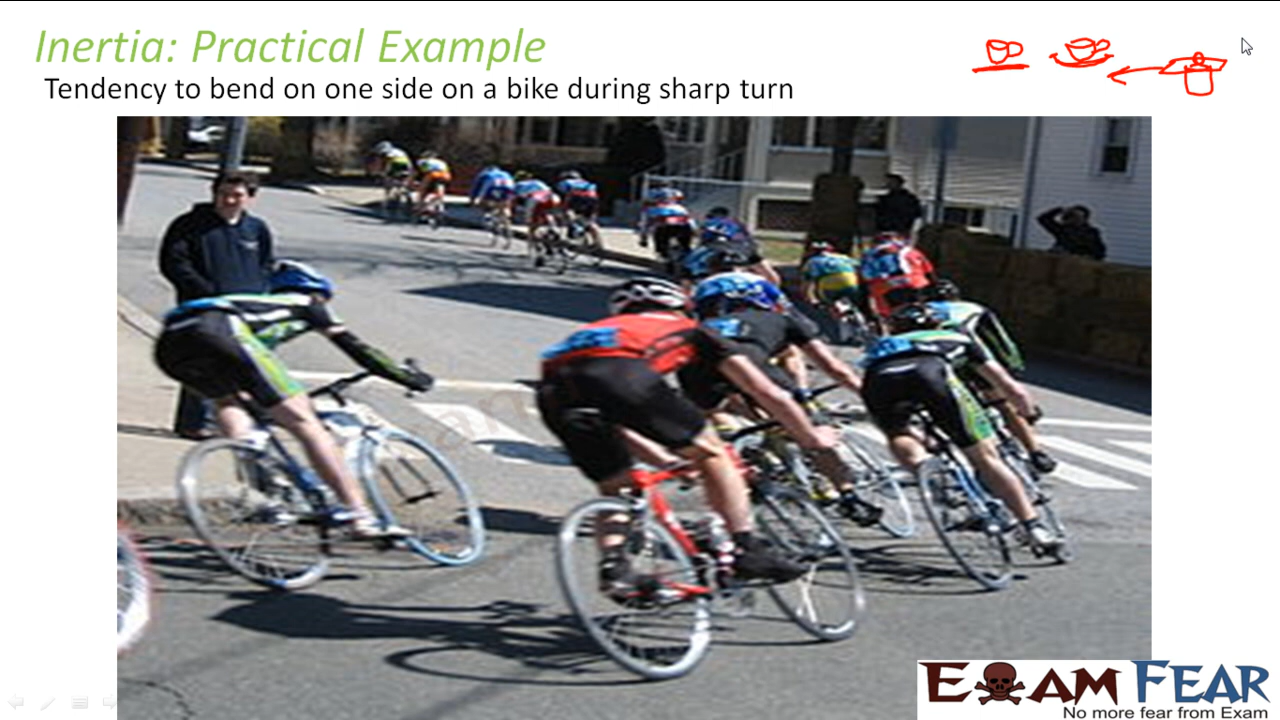 Inertia: Practical Example
Tendency to bend on one side on a bike during sharp turn
EXAM FEAR
No more fear from Exam